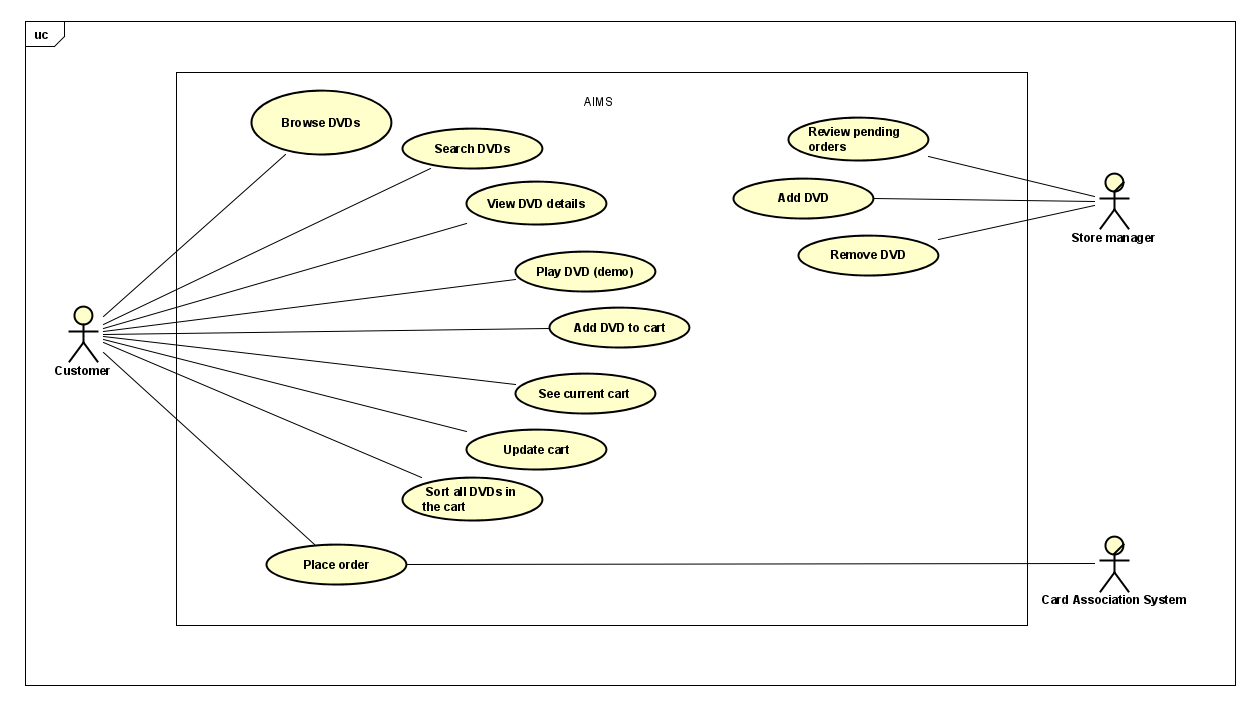 uc
AIMS
Browse DVDs
Search DVDs
View DVD details
Play DVD (demo)
Add DVD to cart
See current cart
Update cart
Sort all DVDs in
the cart
Place order
Customer
Review pending
orders
Add DVD
Remove DVD
Store manager
Card Association System